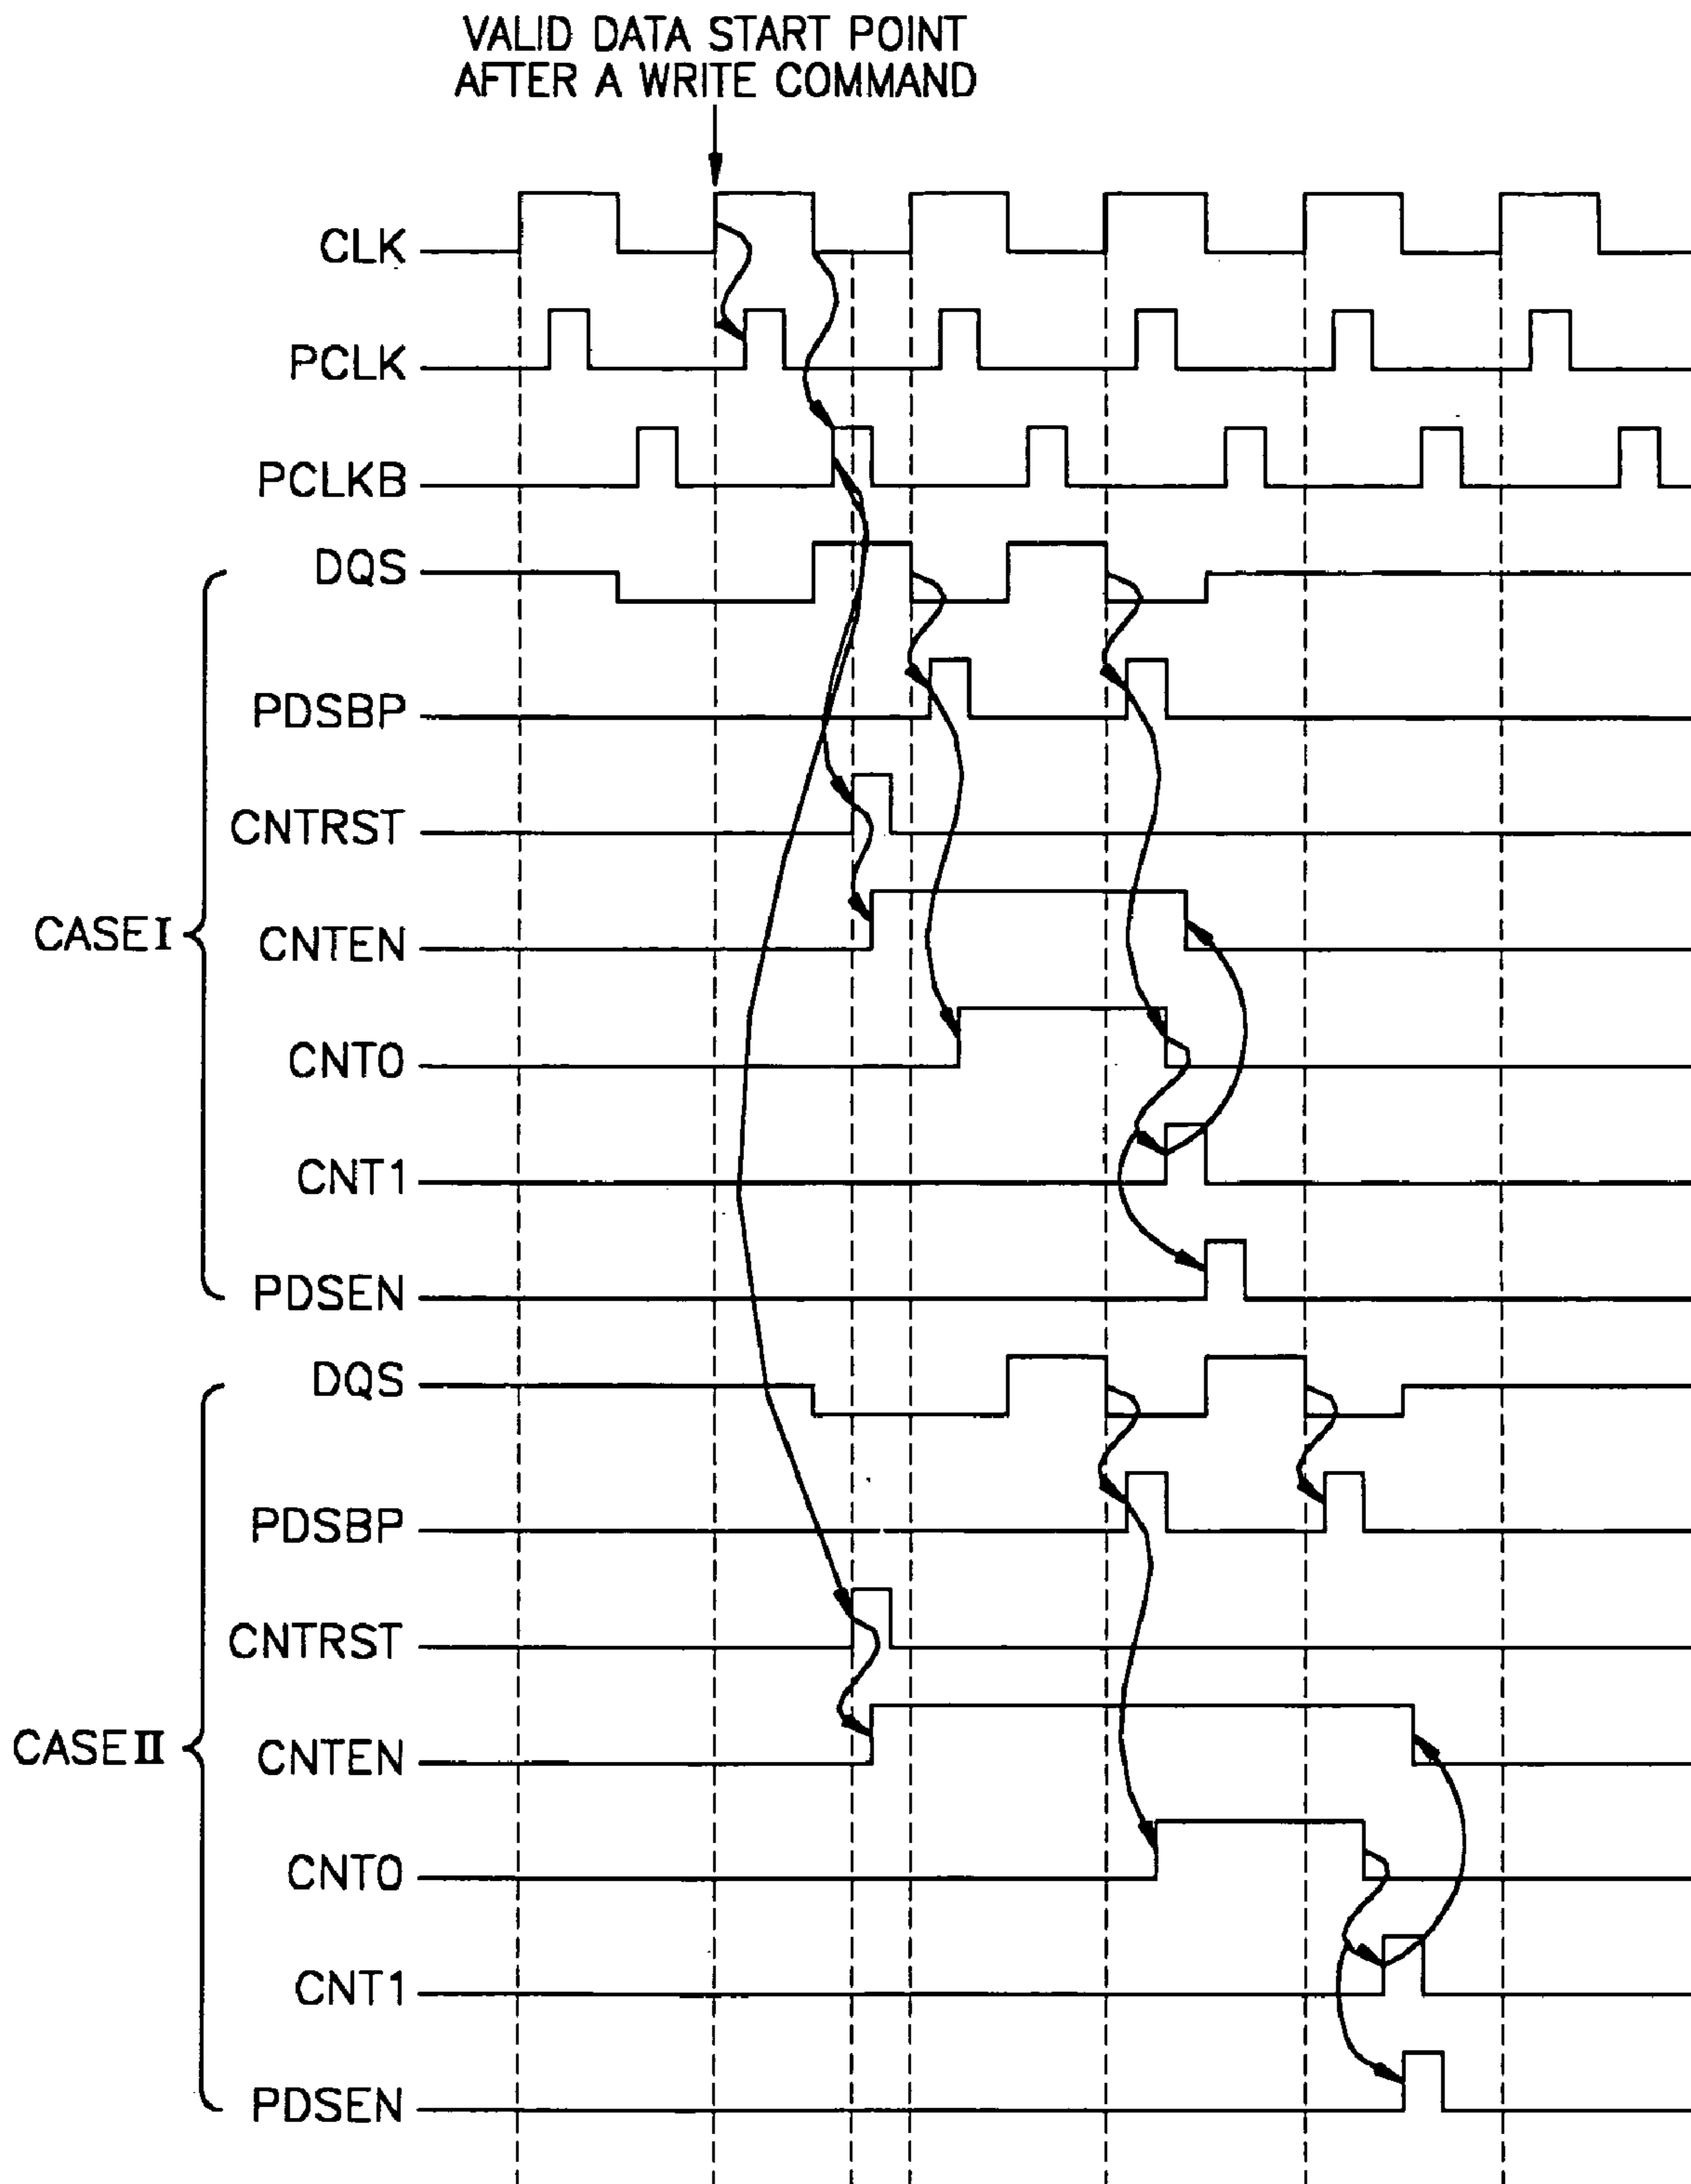 VALID DATA START POINT
AFTER A WRITE COMMAND
CLK
PCLK
PCLKB
CASE I
DQS
PDSBP
CNTRST
CNTEN
CNT0
CNT1
PDSEN
CASE II
DQS
PDSBP
CNTRST
CNTEN
CNT0
CNT1
PDSEN